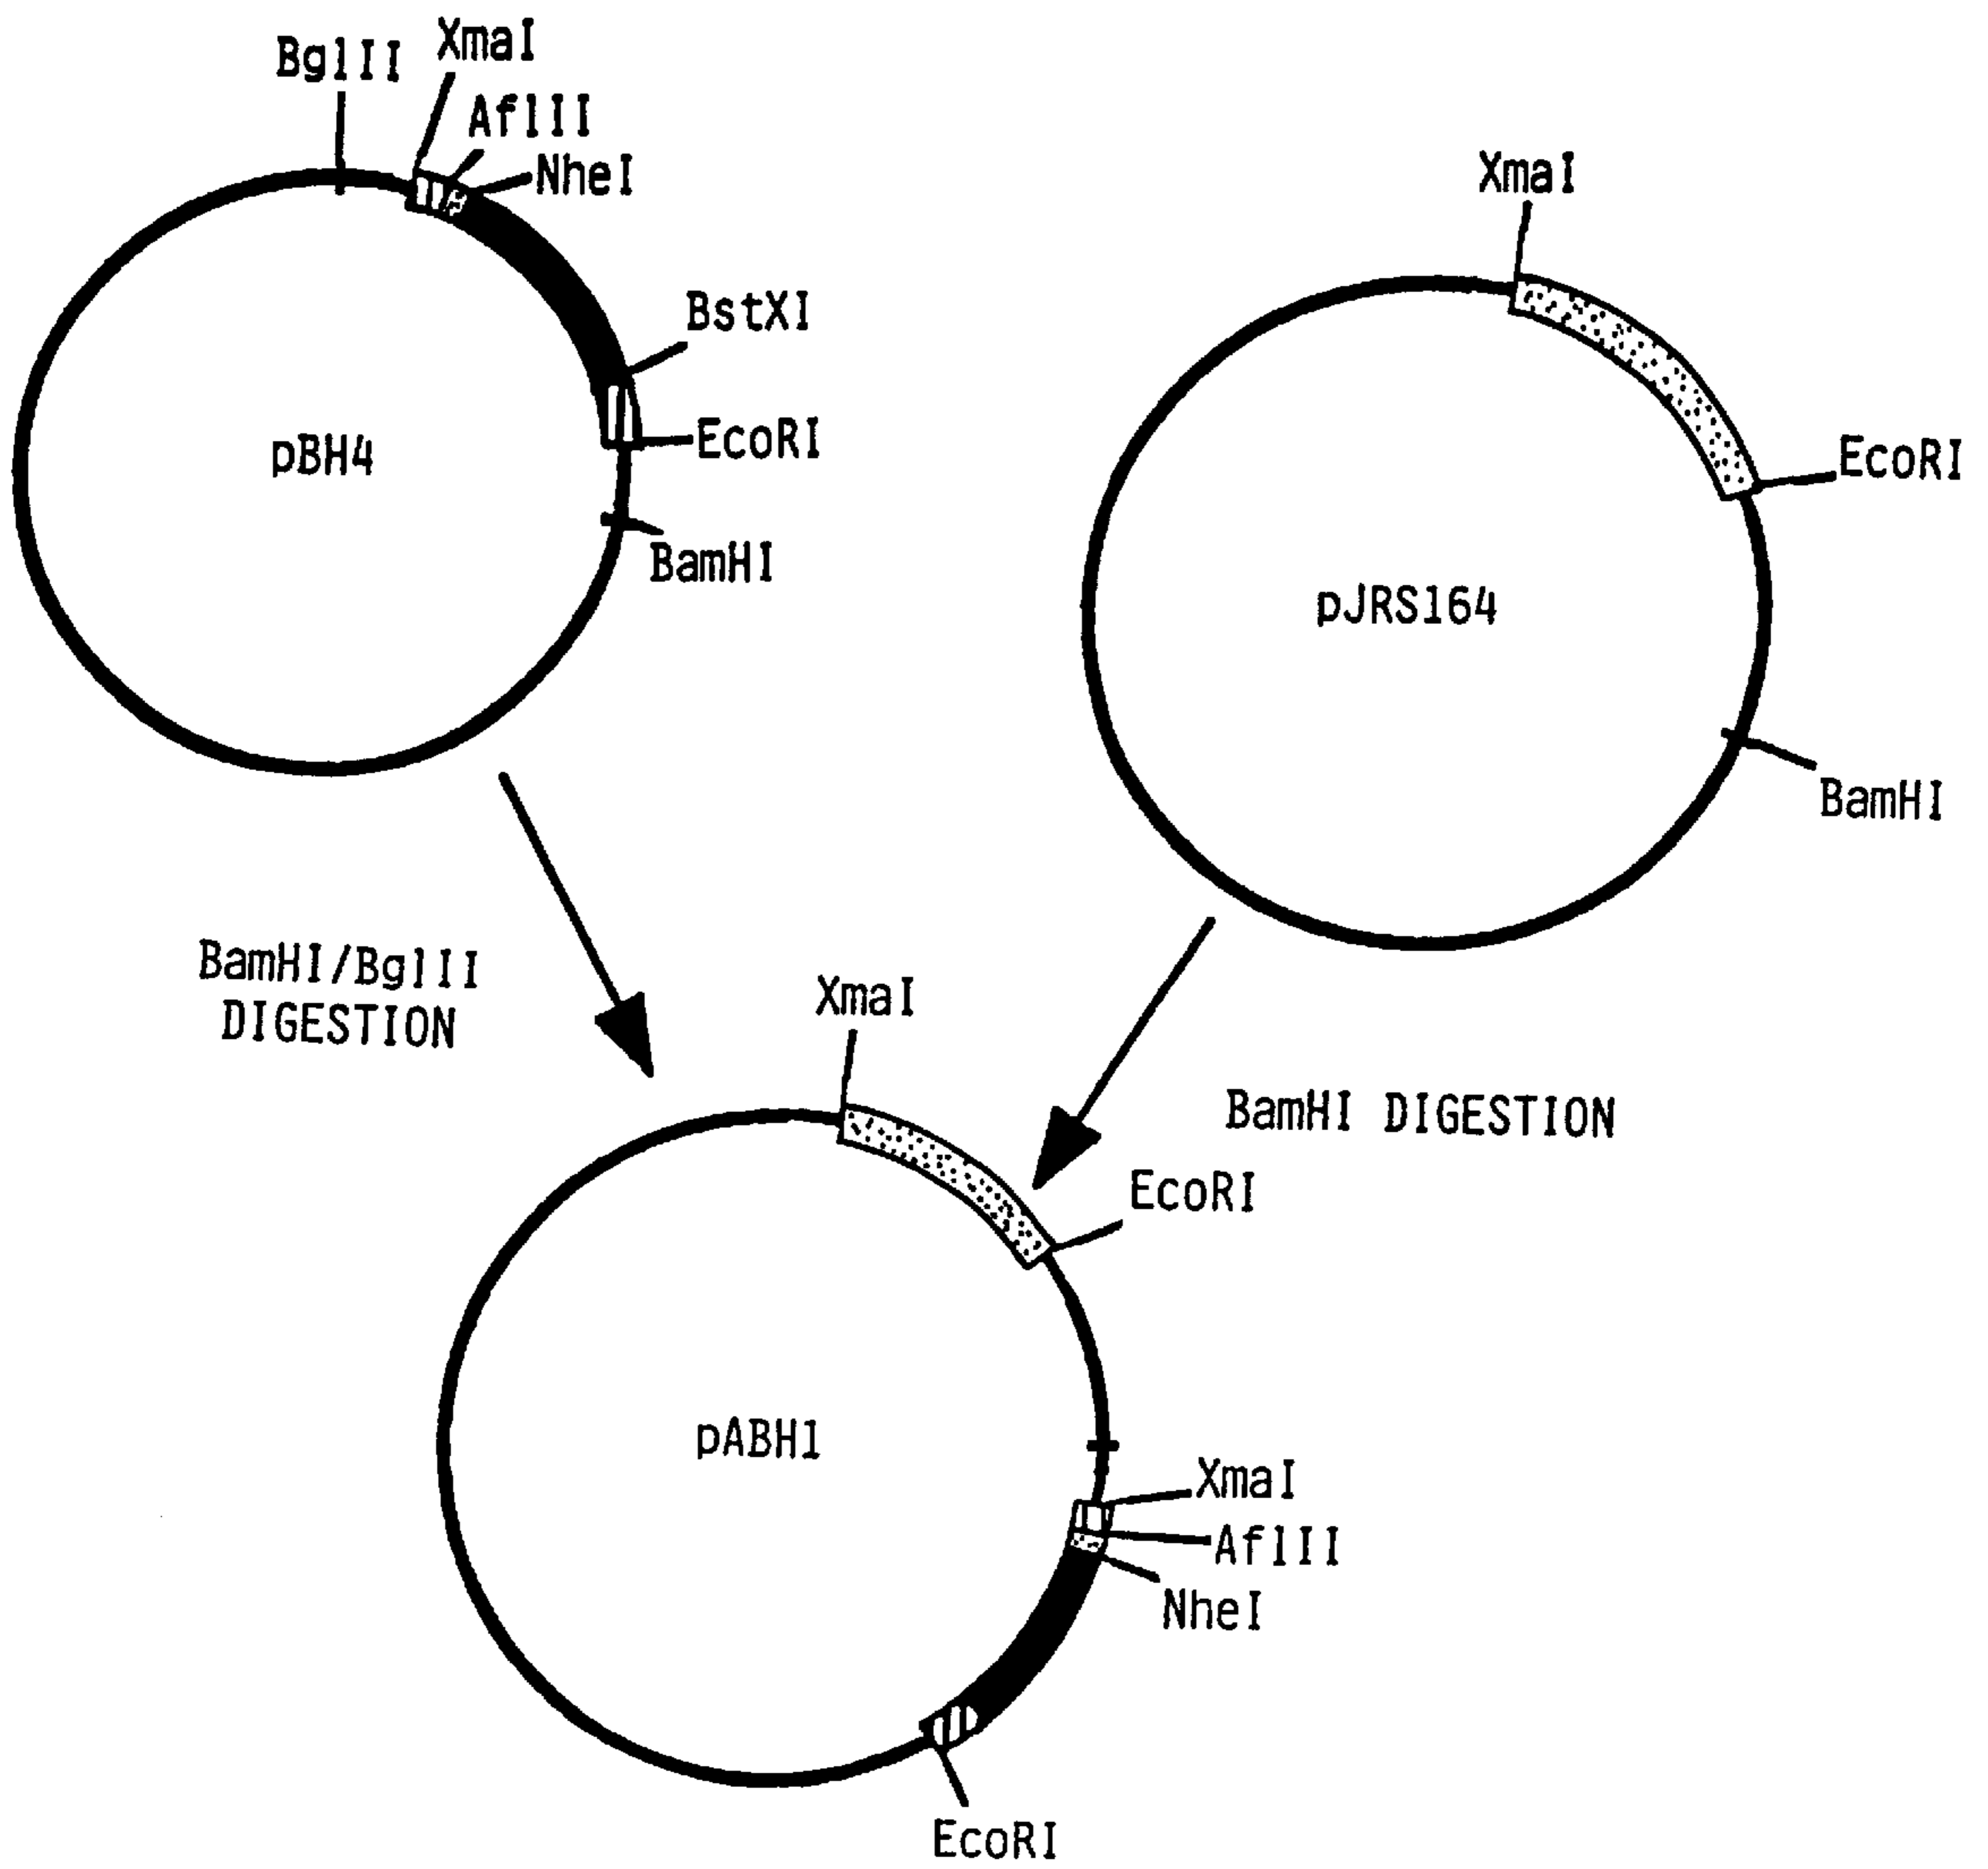 BglII
XmaI
AflII
NheI
BstXI
EcoRI
BamHI
pBH4
XmaI
EcoRI
BamHI
pJRS164
BamHI/BglII
DIGESTION
BamHI DIGESTION
XmaI
EcoRI
pABH1
XmaI
AflII
NheI
EcoRI